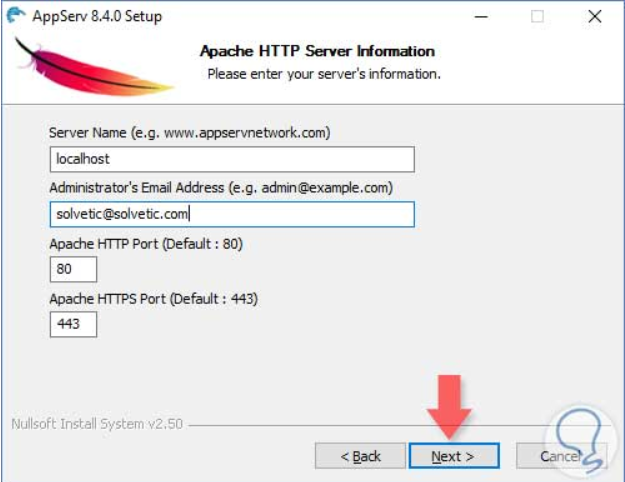 AppServ 8.4.0 Setup
Apache HTTP Server Information
Please enter your server's information.
Server Name (e.g. www.appservnetwork.com)
localhost
Administrator's Email Address (e.g. admin@example.com)
solvetic@solvetic.com
Apache HTTP Port (Default : 80)
80
Apache HTTPS Port (Default : 443)
443
Nullsoft Install System v2.50
< Back Next > Cancel